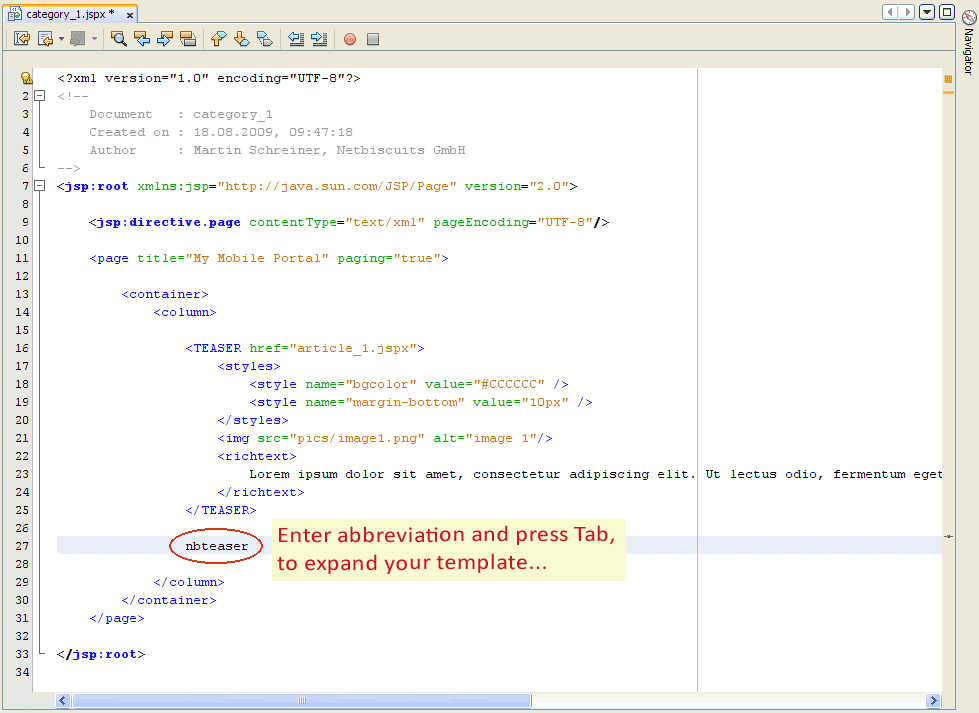 category_1.jspx *
Navigator
<?xml version="1.0" encoding="UTF-8"?>
2 <!--
3 Document   : category_1
4 Created on : 18.08.2009, 09:47:18
5 Author     : Martin Schreiner, Netbiscuits GmbH
6 -->
7 <jsp:root xmlns:jsp="http://java.sun.com/JSP/Page" version="2.0">
8
9 <jsp:directive.page contentType="text/xml" pageEncoding="UTF-8"/>
10
11 <page title="My Mobile Portal" paging="true">
12
13 <container>
14 <column>
15
16 <TEASER href="article_1.jspx">
17 <styles>
18 <style name="bgcolor" value="#CCCCCC" />
19 <style name="margin-bottom" value="10px" />
20 </styles>
21 <img src="pics/image1.png" alt="image 1"/>
22 <richtext>
23 Lorem ipsum dolor sit amet, consectetur adipiscing elit. Ut lectus odio, fermentum eget
24 </richtext>
25 </TEASER>
26
27 nbteaser
Enter abbreviation and press Tab,
to expand your template...
28
29 </column>
30 </container>
31 </page>
32
33 </jsp:root>
34